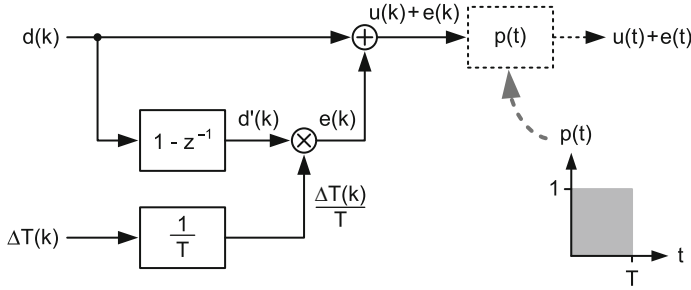 d(k)
u(k) + e(k)
+
p(t)
u(t) + e(t)
1 - z⁻¹
d'(k)
×
e(k)
p(t)
ΔT(k)
1
T
ΔT(k)
T
1
T
t